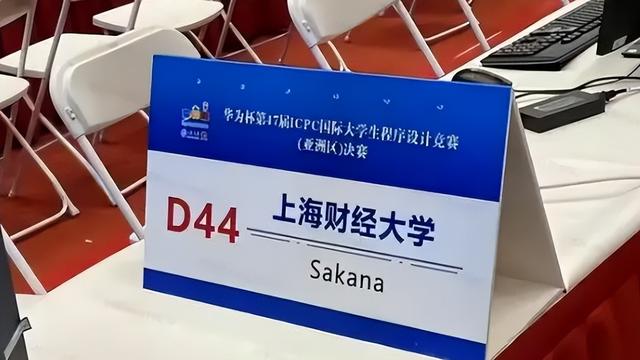 华为杯第47届ICPC国际大学生程序设计竞赛
(亚洲区)决赛
D44
上海财经大学
Sakana